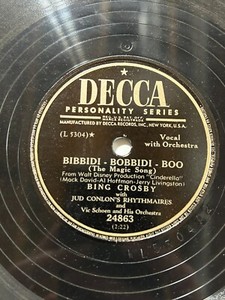 DECCA
PERSONALITY SERIES
MANUFACTURED BY DECCA RECORDS, INC., NEW YORK, U.S.A.
(L 5304)★
Vocal
with Orchestra
BIBBIDI - BOBBIDI - BOO
(The Magic Song)
From Walt Disney Production "Cinderella"
(Mack David-Al Hoffman-Jerry Livingston)
BING CROSBY
with
JUD CONLON'S RHYTHMAIRES
and
Vic Schoen and His Orchestra
24863
(2:22)